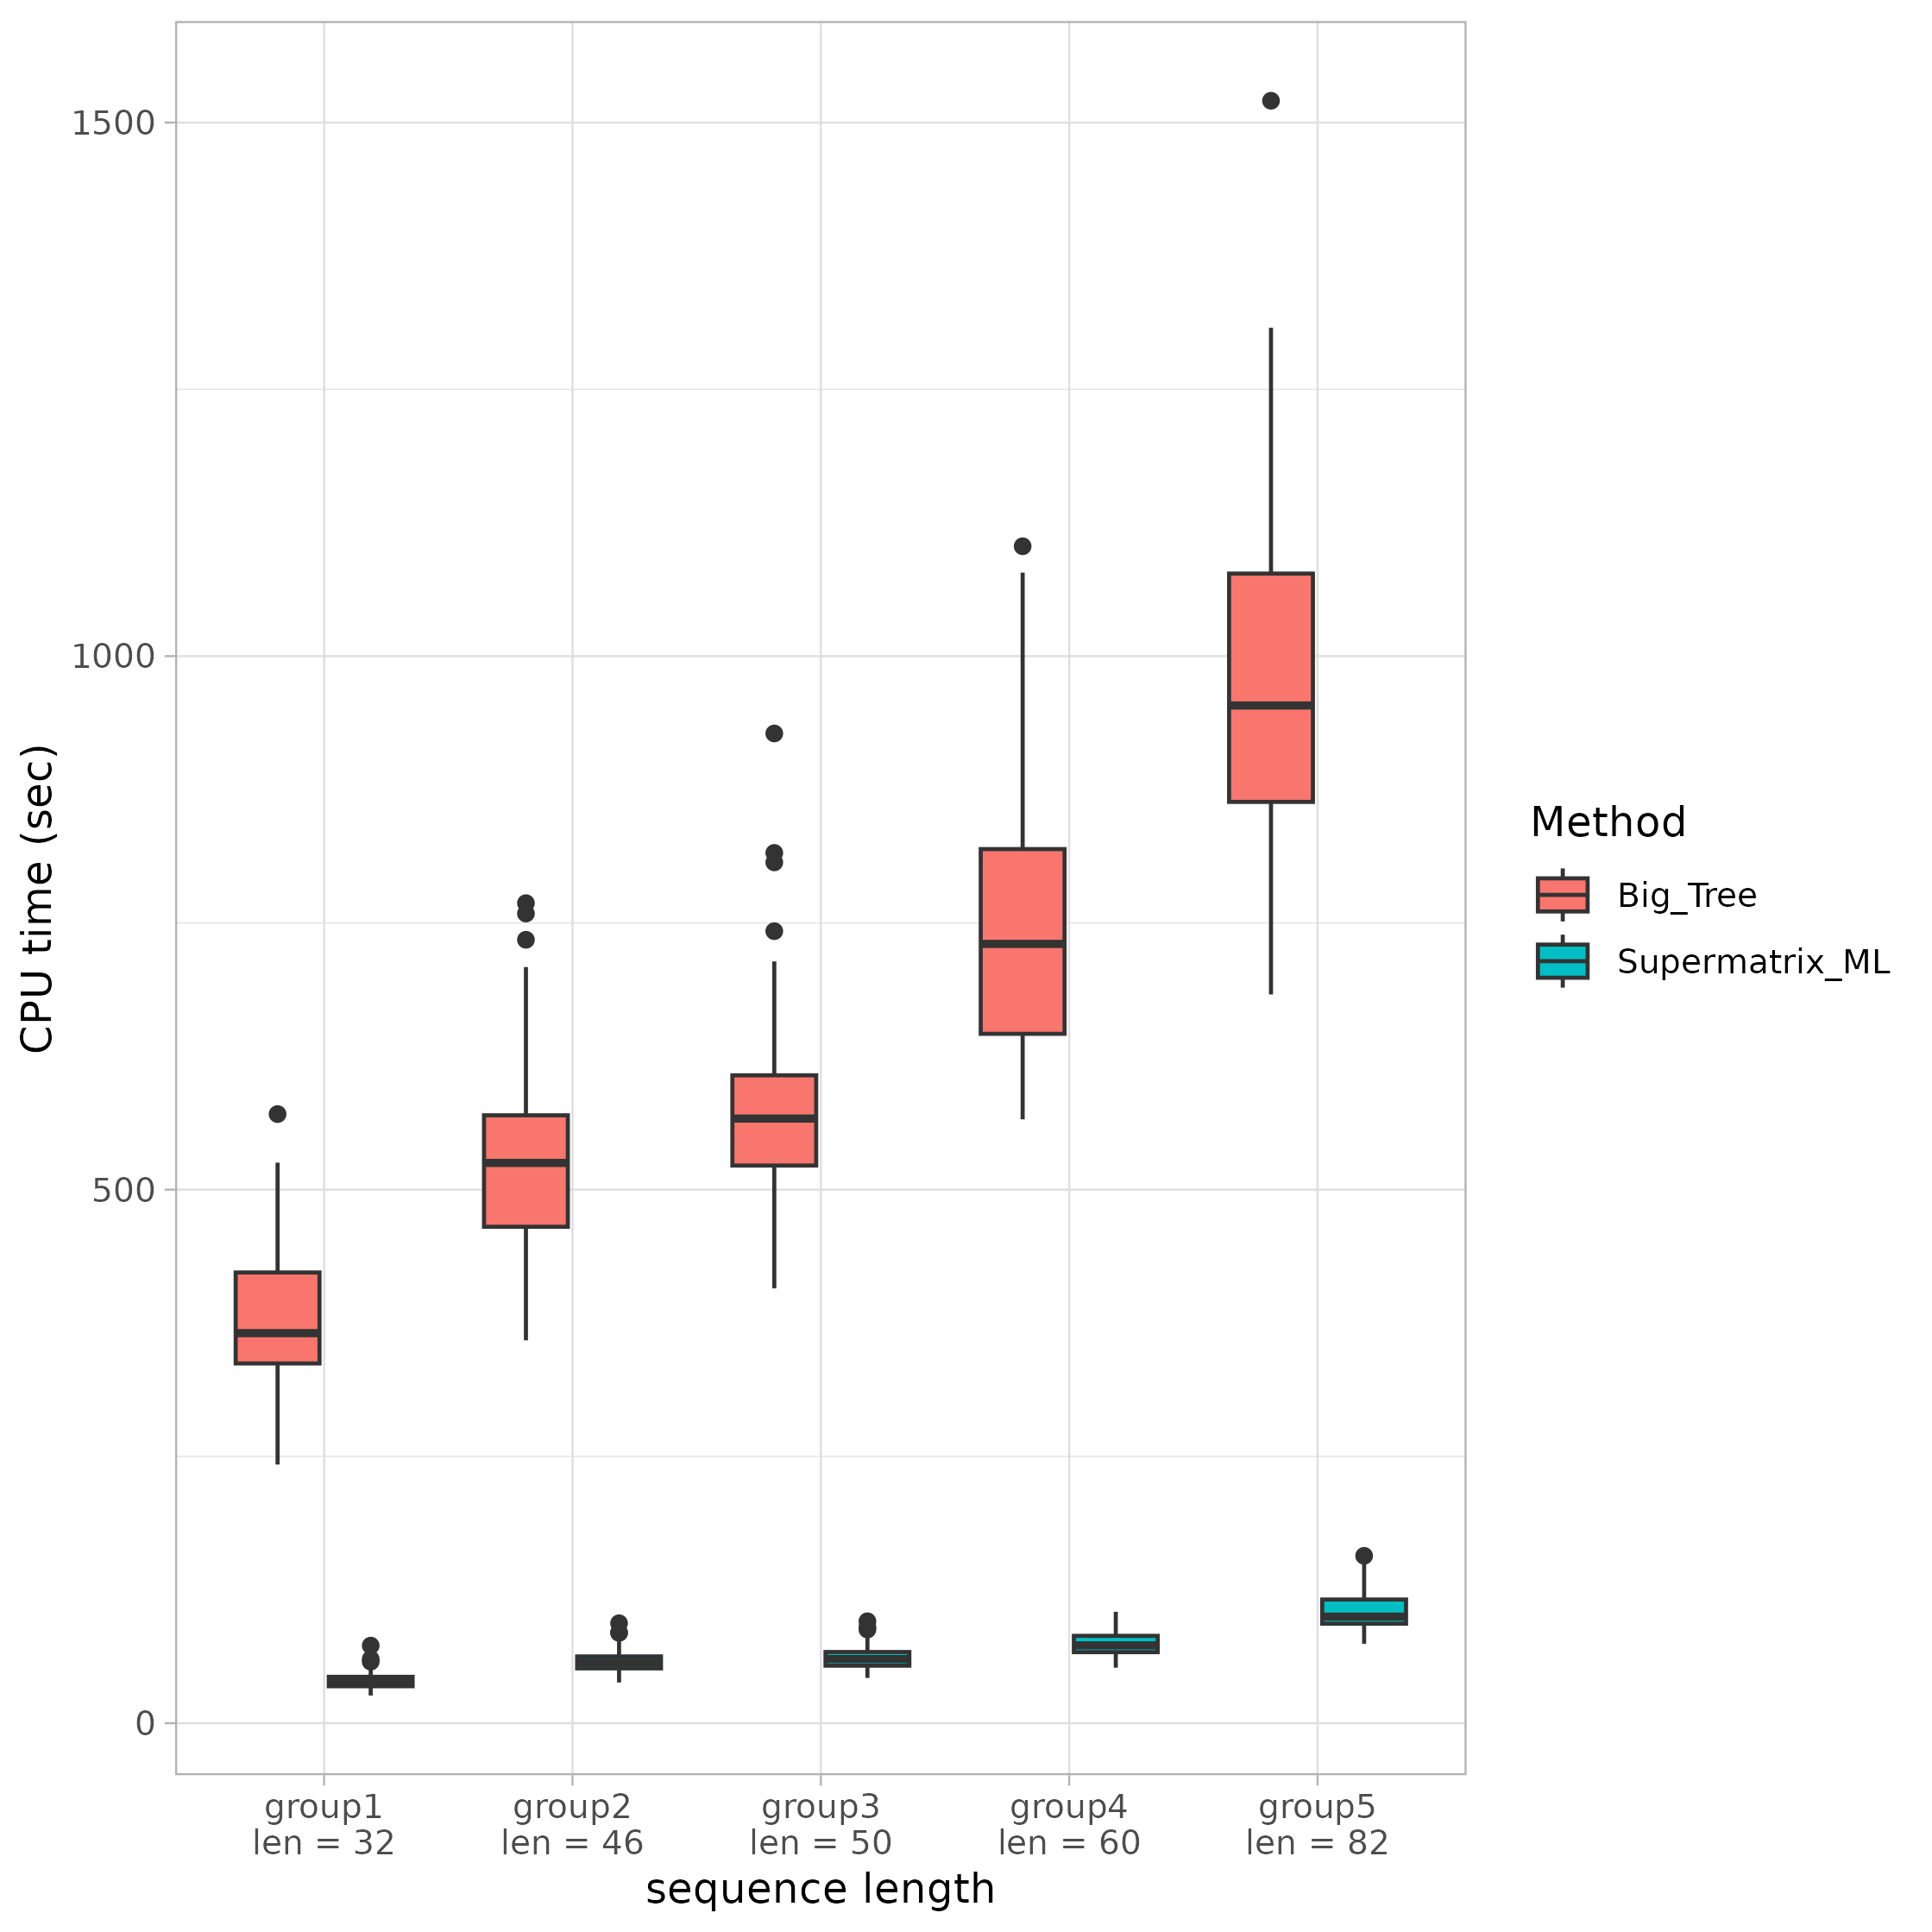 1500
1000
500
0
CPU time (sec)
group1
len = 32
group2
len = 46
group3
len = 50
group4
len = 60
group5
len = 82
sequence length
Method
Big_Tree
Supermatrix_ML